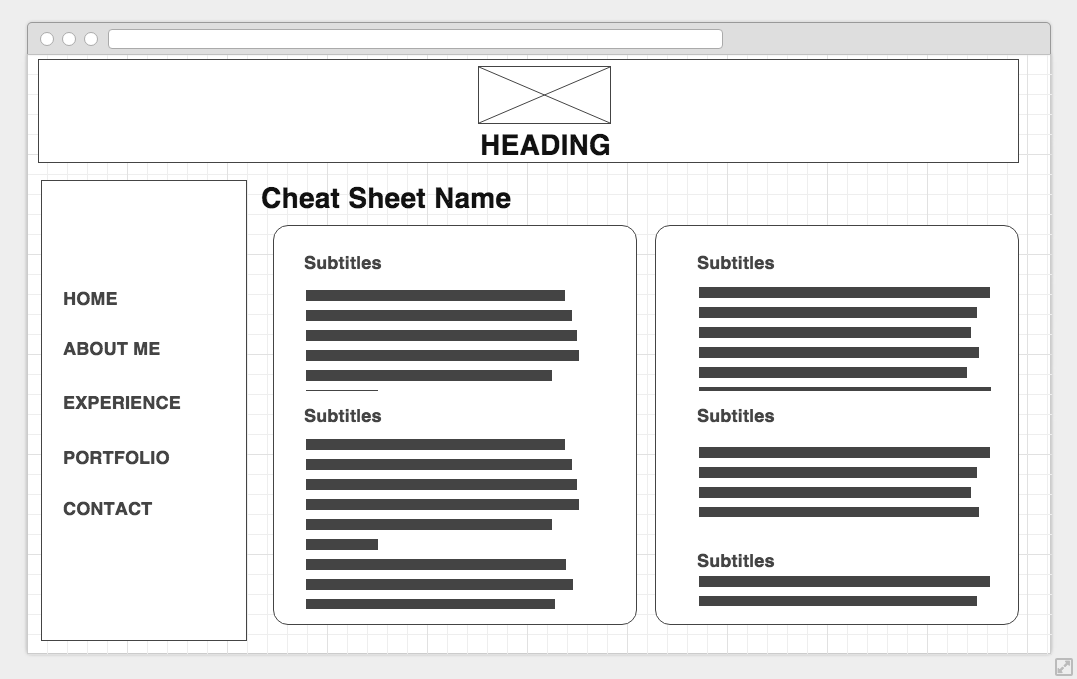 HEADING
HOME
ABOUT ME
EXPERIENCE
PORTFOLIO
CONTACT
Cheat Sheet Name
Subtitles
Subtitles
Subtitles
Subtitles
Subtitles